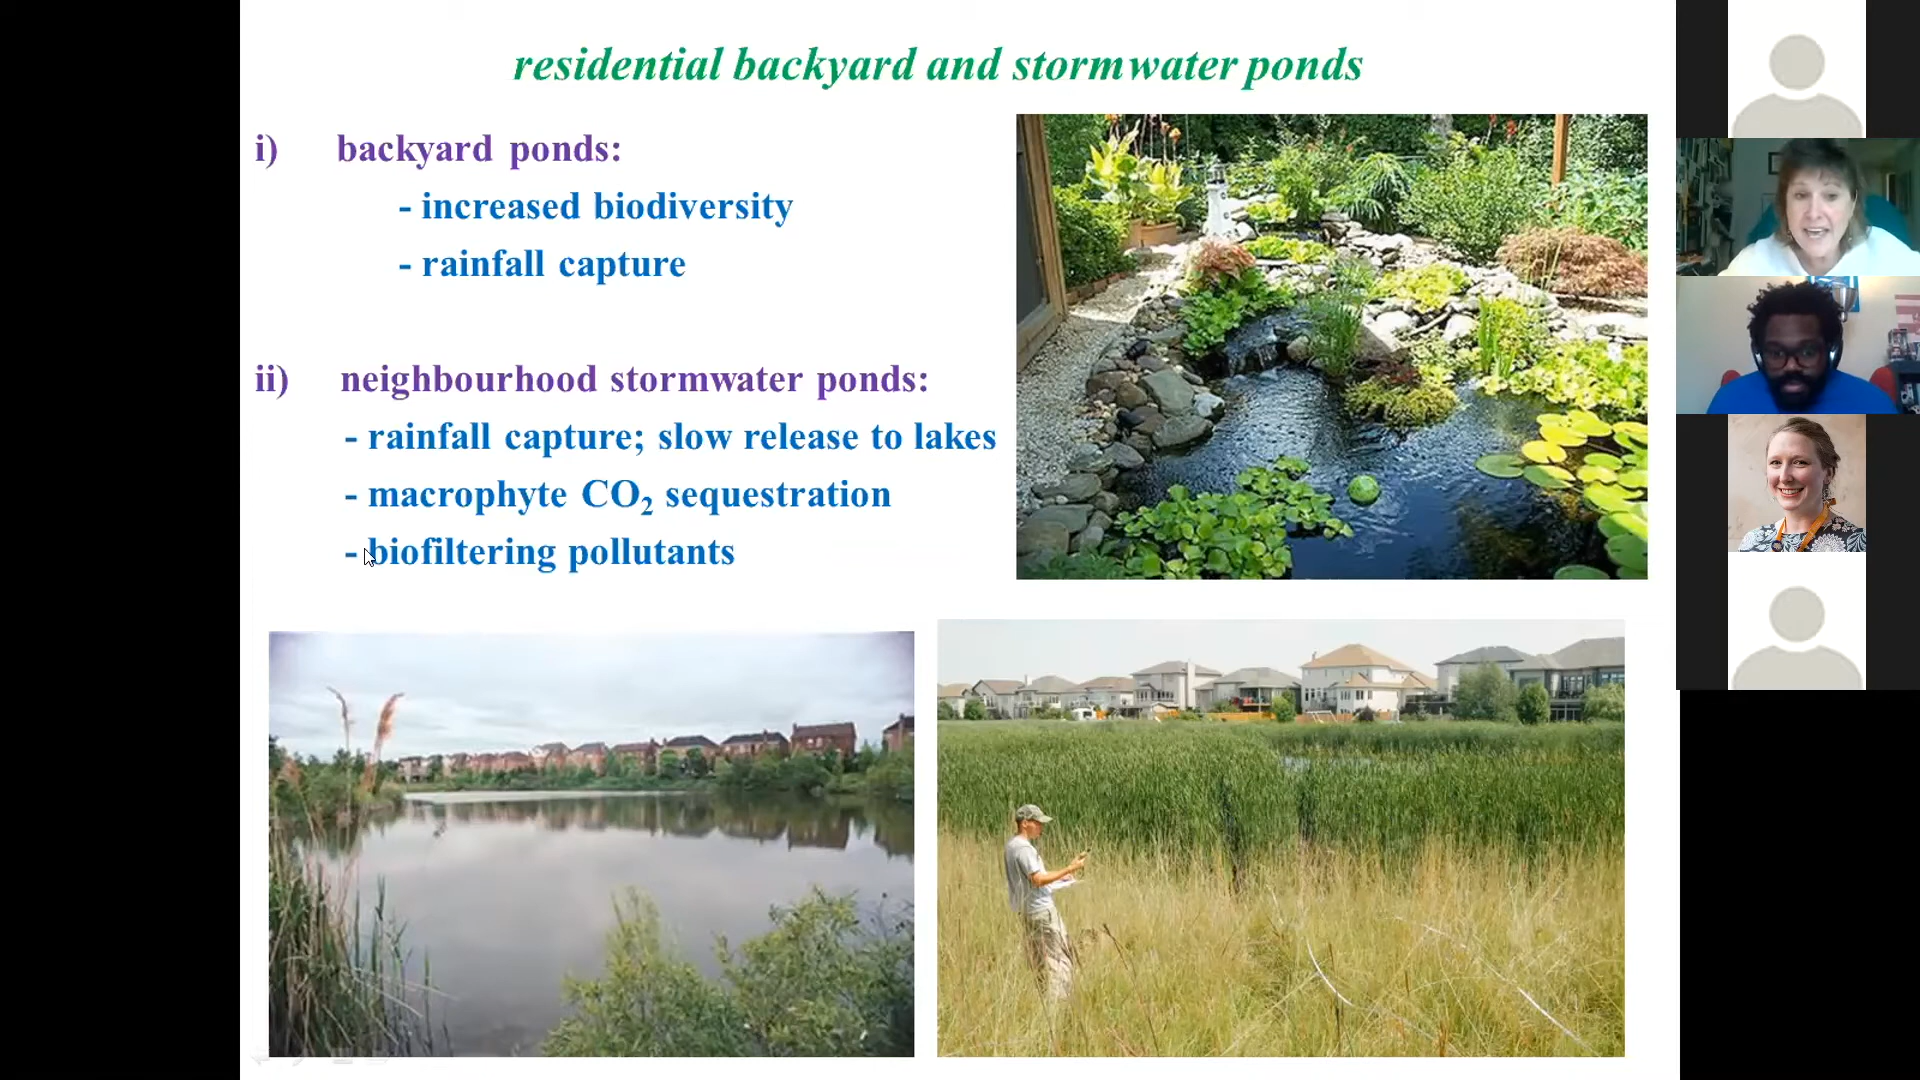 residential backyard and stormwater ponds
i) backyard ponds:
- increased biodiversity
- rainfall capture
ii) neighbourhood stormwater ponds:
- rainfall capture; slow release to lakes
- macrophyte CO₂ sequestration
- biofiltering pollutants